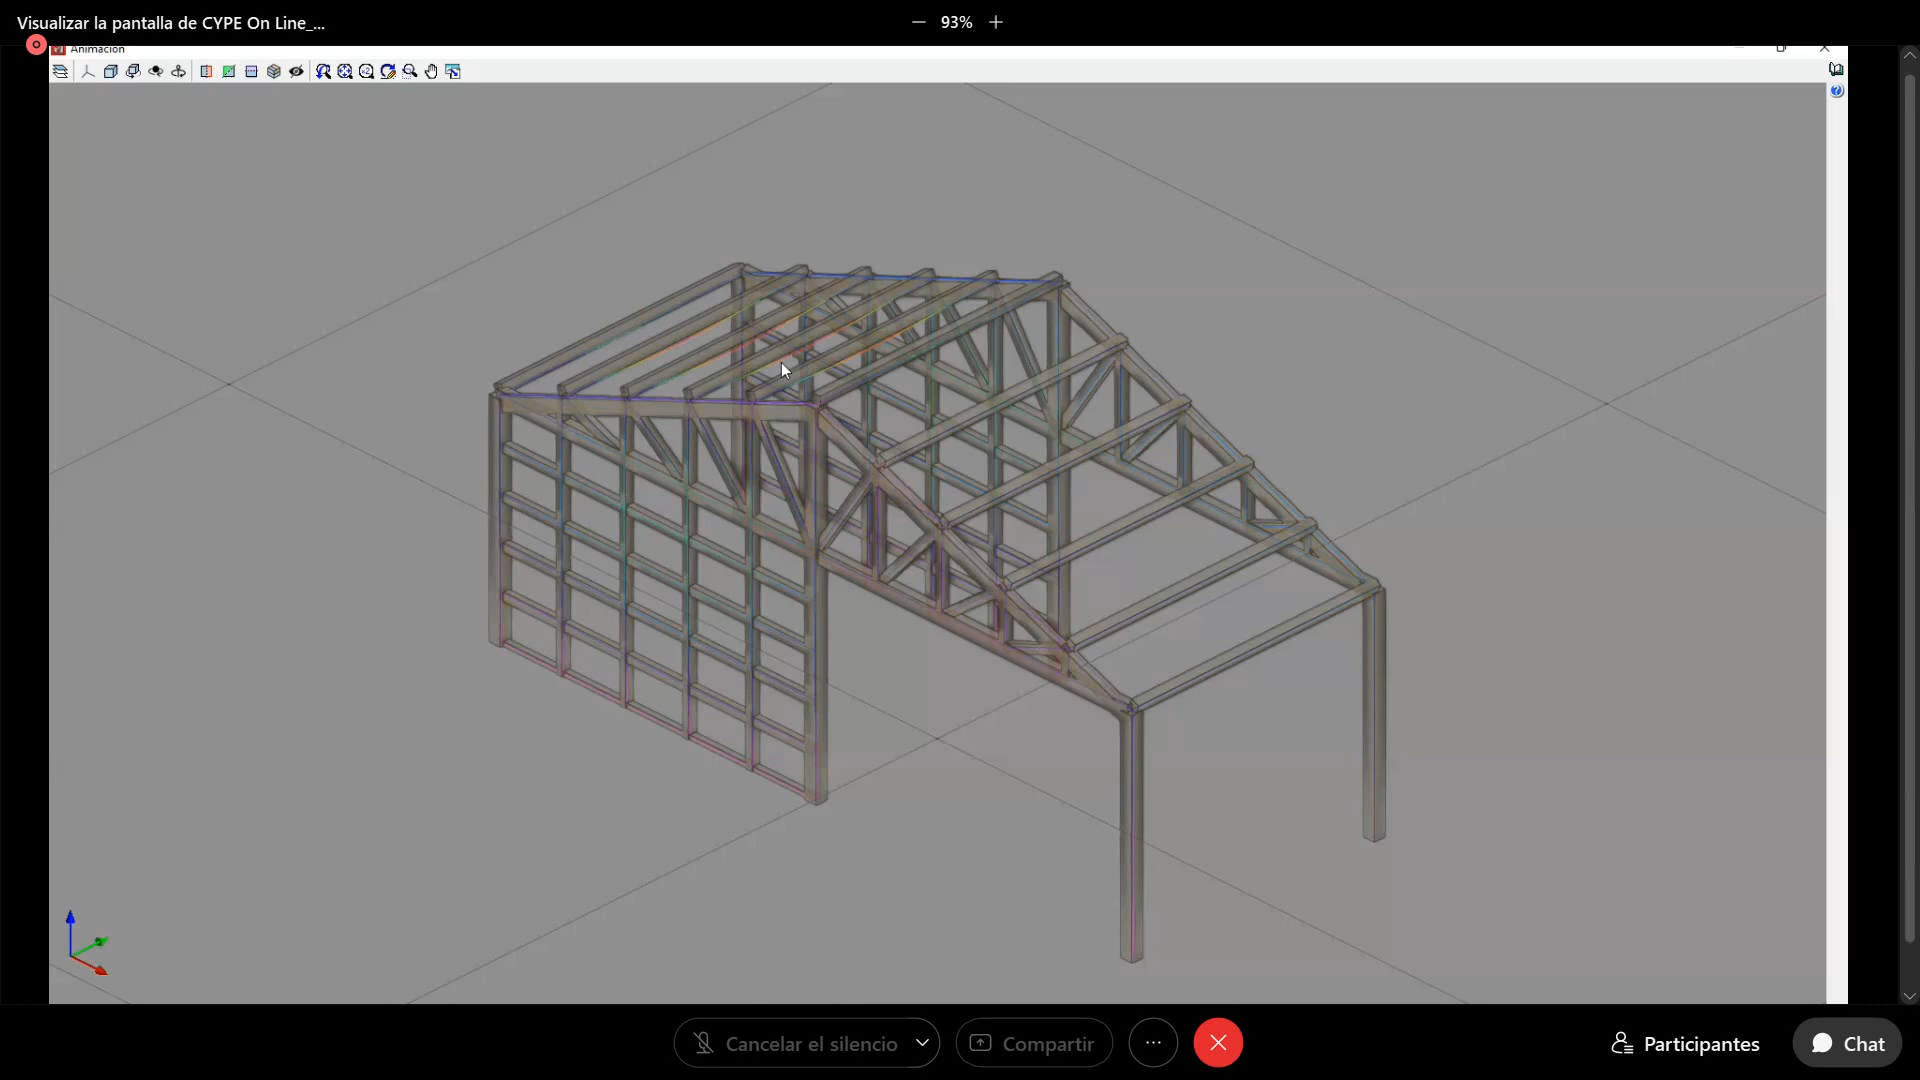 Visualizar la pantalla de CYPE On Line_...
93%
Animación
Cancelar el silencio
Compartir
Participantes
Chat